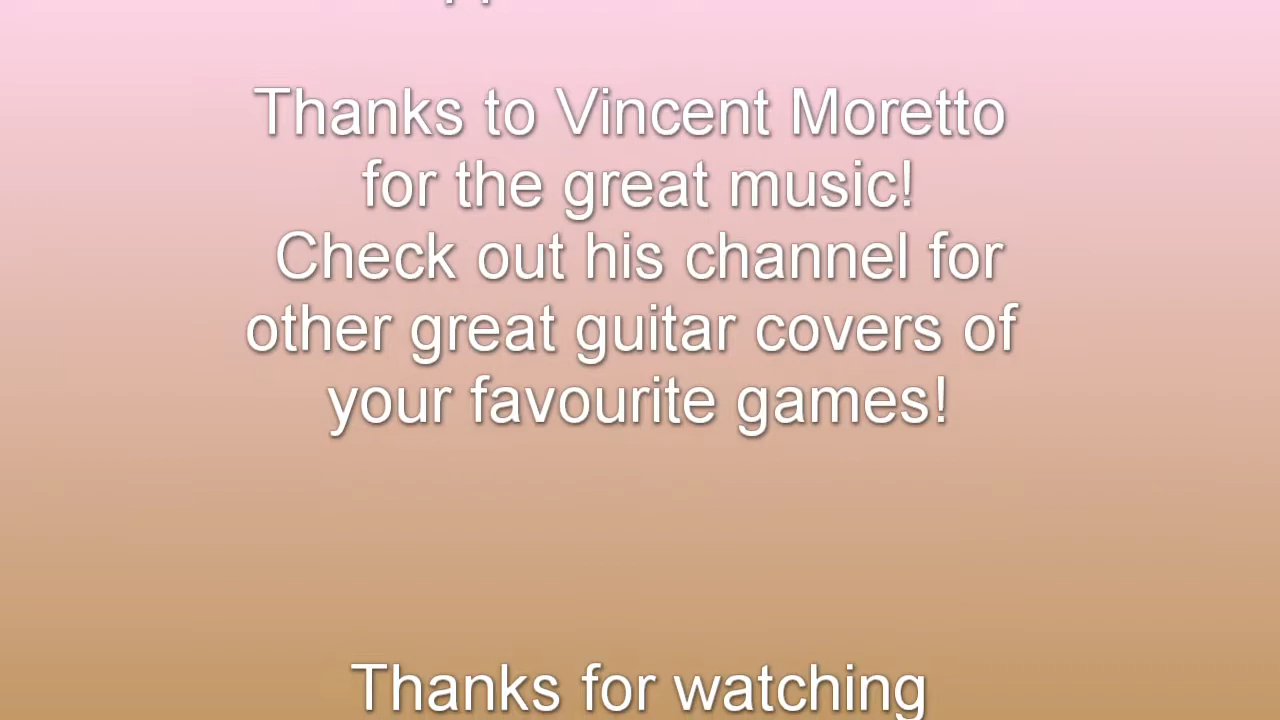 Thanks to Vincent Moretto
for the great music!
Check out his channel for
other great guitar covers of
your favourite games!
Thanks for watching